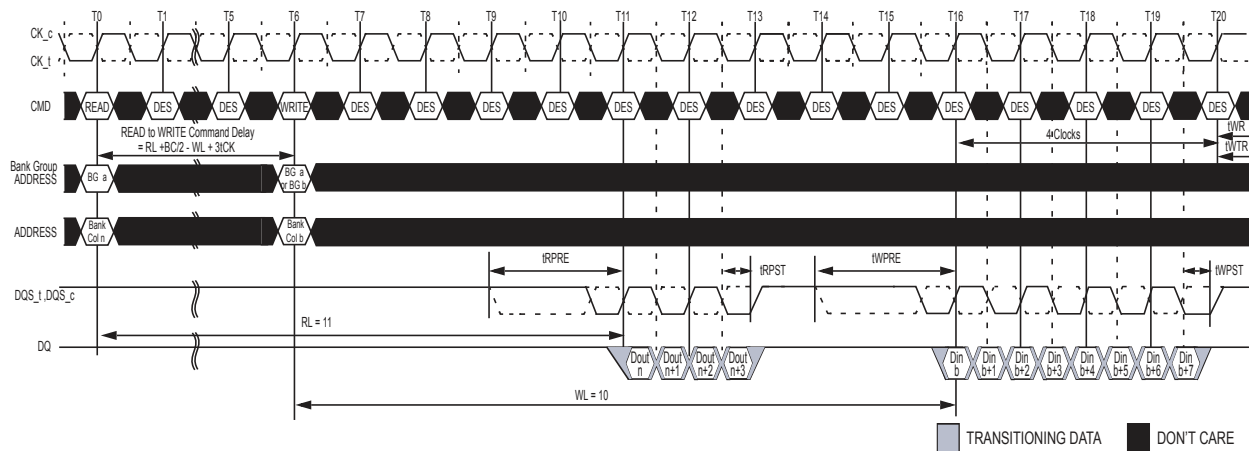 T0 T1 T5 T6 T7 T8 T9 T10 T11 T12 T13 T14 T15 T16 T17 T18 T19 T20
CK_c
CK_t
CMD READ DES DES WRITE DES DES DES DES DES DES DES DES DES DES DES DES DES DES
READ to WRITE Command Delay
= RL +BC/2 - WL + 3tCK
4 Clocks
tWR
tWTR
Bank Group
ADDRESS
BG a
BG a
or BG b
ADDRESS
Bank
Col n
Bank
Col b
tRPRE tRPST tWPRE tWPST
DQS_t ,DQS_c
RL = 11
DQ
Dout
n
Dout
n+1
Dout
n+2
Dout
n+3
Din
b
Din
b+1
Din
b+2
Din
b+3
Din
b+4
Din
b+5
Din
b+6
Din
b+7
WL = 10
TRANSITIONING DATA
DON'T CARE